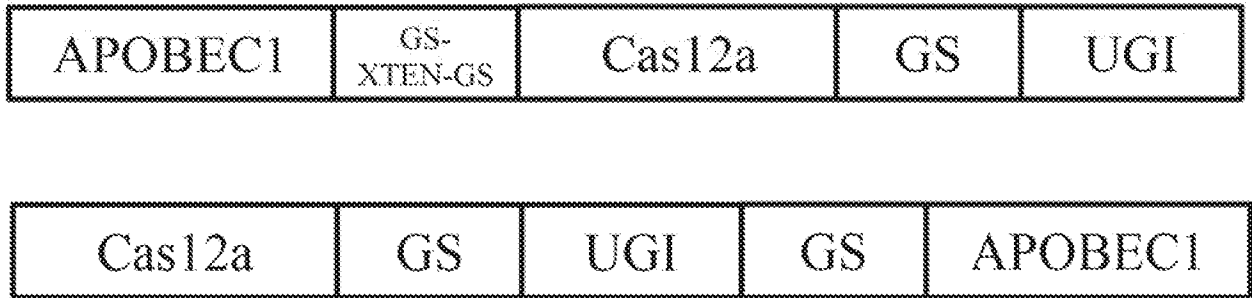 APOBEC1 GS-XTEN-GS Cas12a GS UGI
Cas12a GS UGI GS APOBEC1